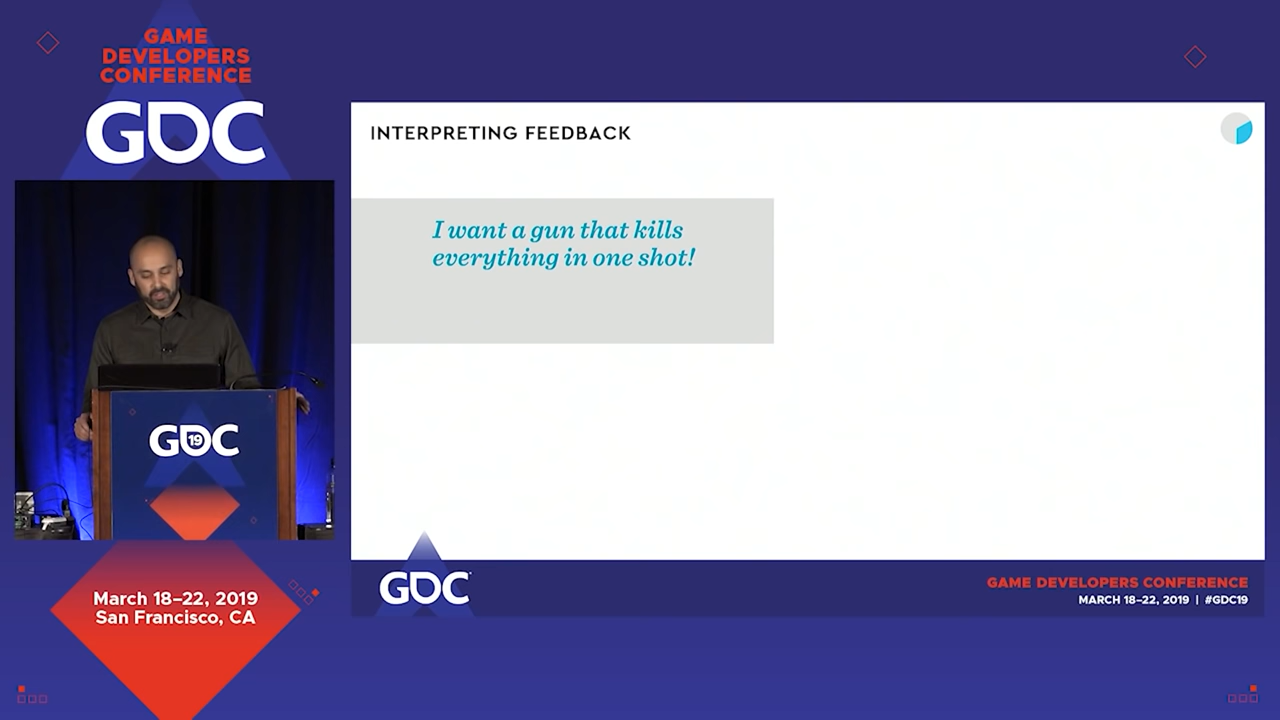 GAME
DEVELOPERS
CONFERENCE
GDC
INTERPRETING FEEDBACK
I want a gun that kills
everything in one shot!
GDC
19
March 18–22, 2019
San Francisco, CA
GDC
GAME DEVELOPERS CONFERENCE
MARCH 18–22, 2019 | #GDC19